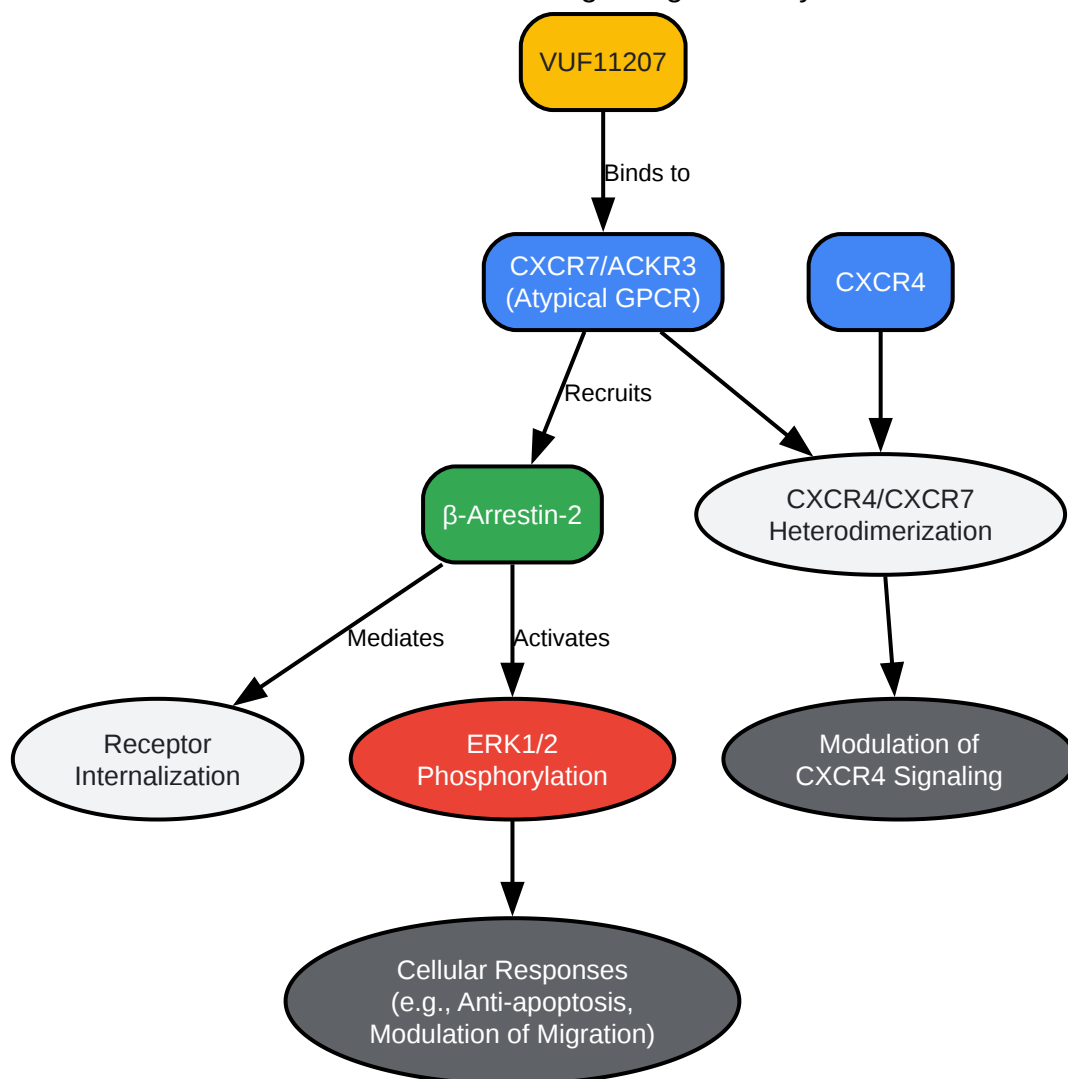 VUF11207
Binds to
CXCR7/ACKR3
(Atypical GPCR)
CXCR4
Recruits
β-Arrestin-2
CXCR4/CXCR7
Heterodimerization
Mediates
Activates
Receptor
Internalization
ERK1/2
Phosphorylation
Modulation of
CXCR4 Signaling
Cellular Responses
(e.g., Anti-apoptosis,
Modulation of Migration)